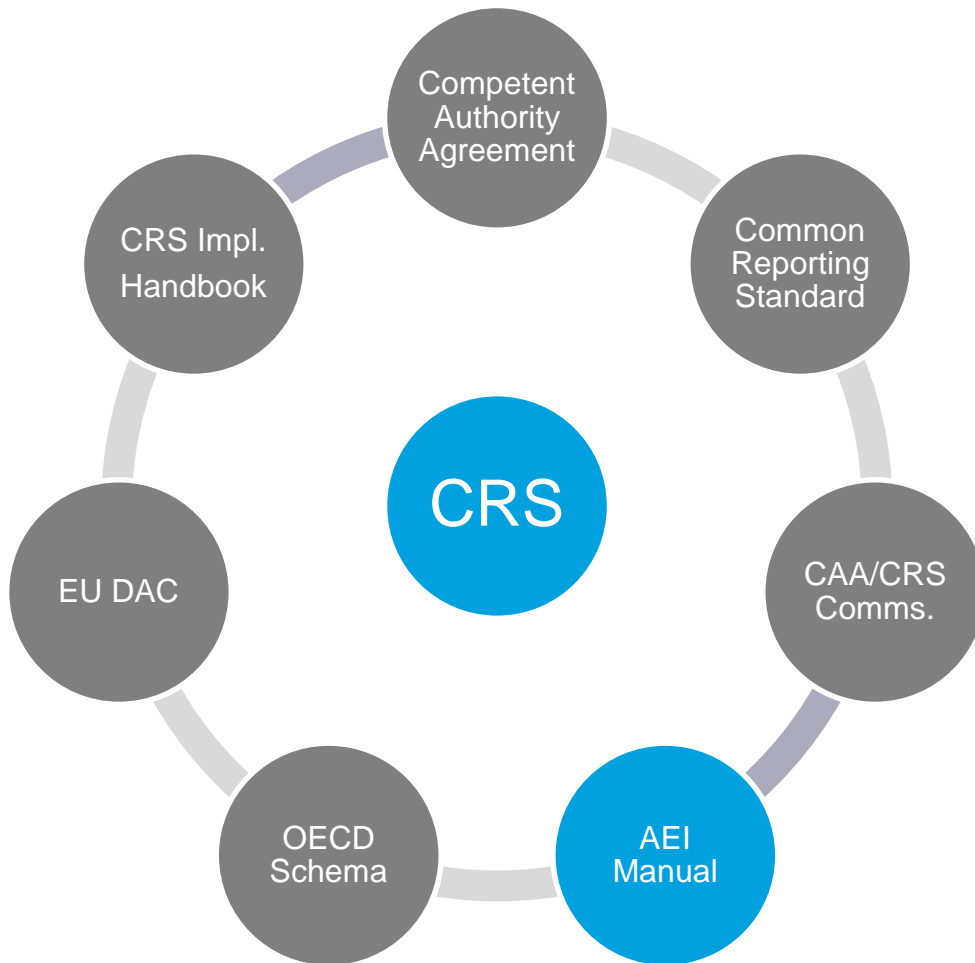 Competent
Authority
Agreement
Common
Reporting
Standard
CAA/CRS
Comms.
AEI
Manual
OECD
Schema
EU DAC
CRS Impl.
Handbook
CRS